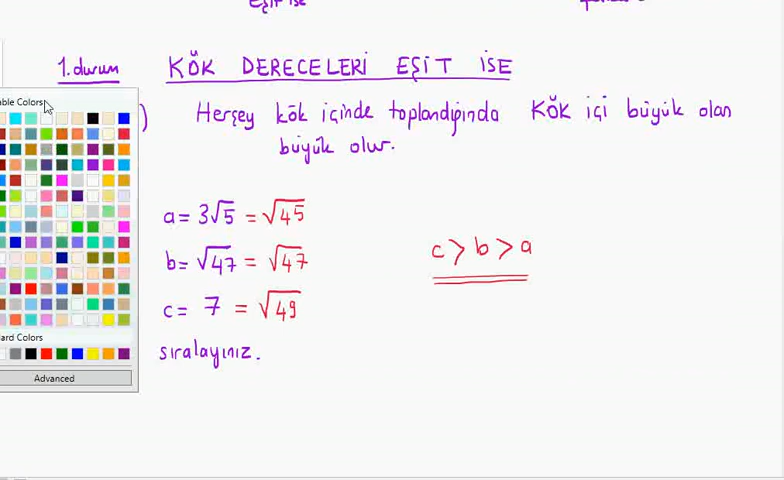 1.durum KÖK DERECELERİ EŞİT İSE
) Herşey kök içinde toplandığında KÖK içi büyük olan
büyük olur.
a= 3√5 = √45
b= √47 = √47
c= 7 = √49
c > b > a
sıralayınız.
able Colors
ard Colors
Advanced